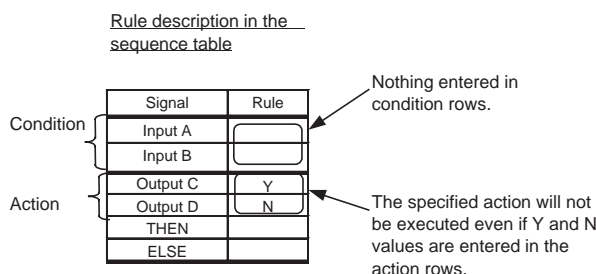 Rule description in the
sequence table
Nothing entered in
condition rows.
Signal Rule
Condition
Input A
Input B
Action
Output C Y
Output D N
THEN
ELSE
The specified action will not
be executed even if Y and N
values are entered in the
action rows.